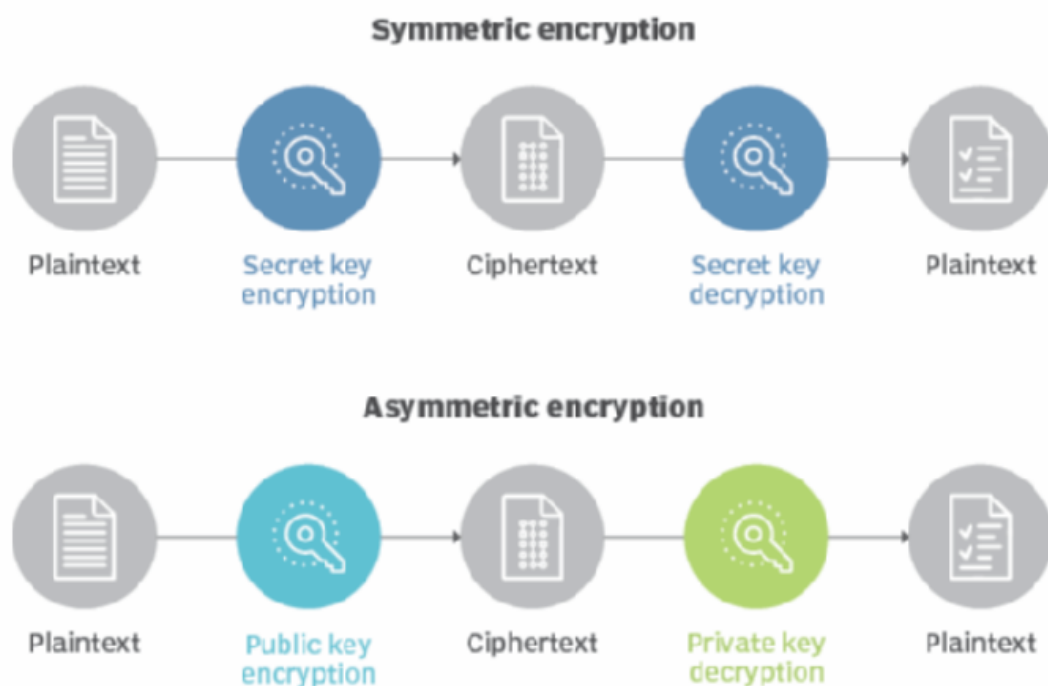 Symmetric encryption
Plaintext
Secret key
encryption
Ciphertext
Secret key
decryption
Plaintext
Asymmetric encryption
Plaintext
Public key
encryption
Ciphertext
Private key
decryption
Plaintext